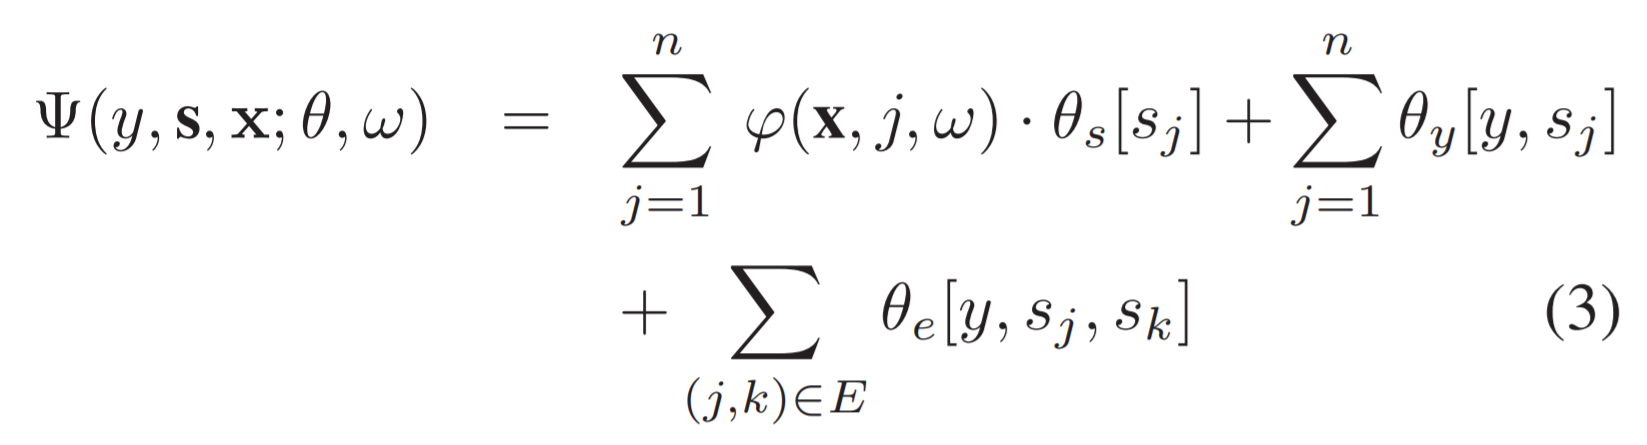 Ψ(y, s, x; θ, ω) = ∑_{j=1}^{n} φ(x, j, ω) · θ_s[s_j] + ∑_{j=1}^{n} θ_y[y, s_j]
+ ∑_{(j,k)∈E} θ_e[y, s_j, s_k] (3)